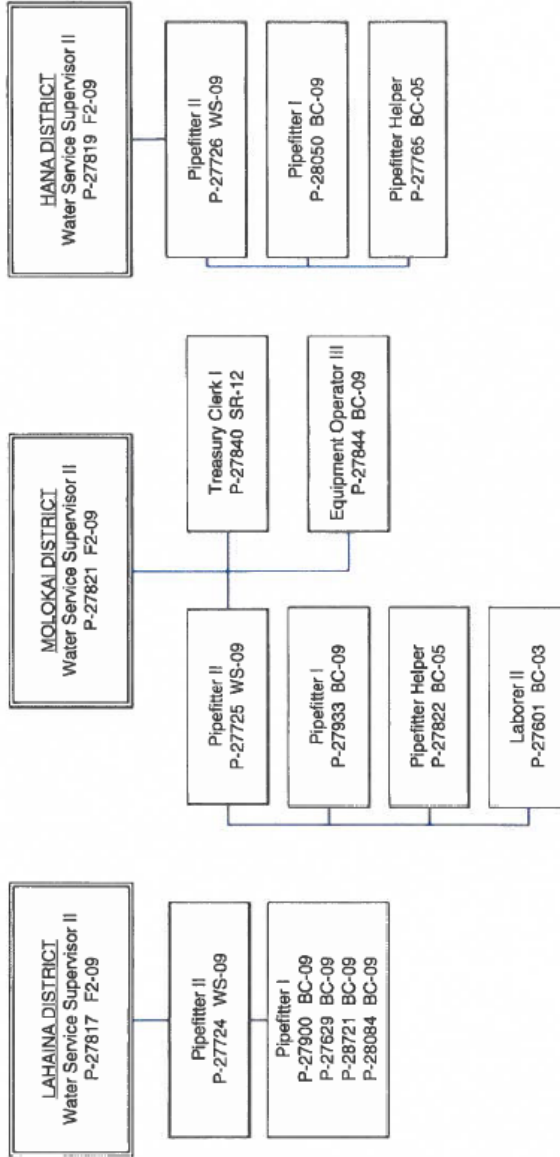 LAHAINA DISTRICT
Water Service Supervisor II
P-27817 F2-09
Pipefitter II
P-27724 WS-09
Pipefitter I
P-27900 BC-09
P-27629 BC-09
P-28721 BC-09
P-28084 BC-09
MOLOKAI DISTRICT
Water Service Supervisor II
P-27821 F2-09
Pipefitter II
P-27725 WS-09
Pipefitter I
P-27933 BC-09
Pipefitter Helper
P-27822 BC-05
Laborer II
P-27601 BC-03
Treasury Clerk I
P-27840 SR-12
Equipment Operator III
P-27844 BC-09
HANA DISTRICT
Water Service Supervisor II
P-27819 F2-09
Pipefitter II
P-27726 WS-09
Pipefitter I
P-28050 BC-09
Pipefitter Helper
P-27765 BC-05